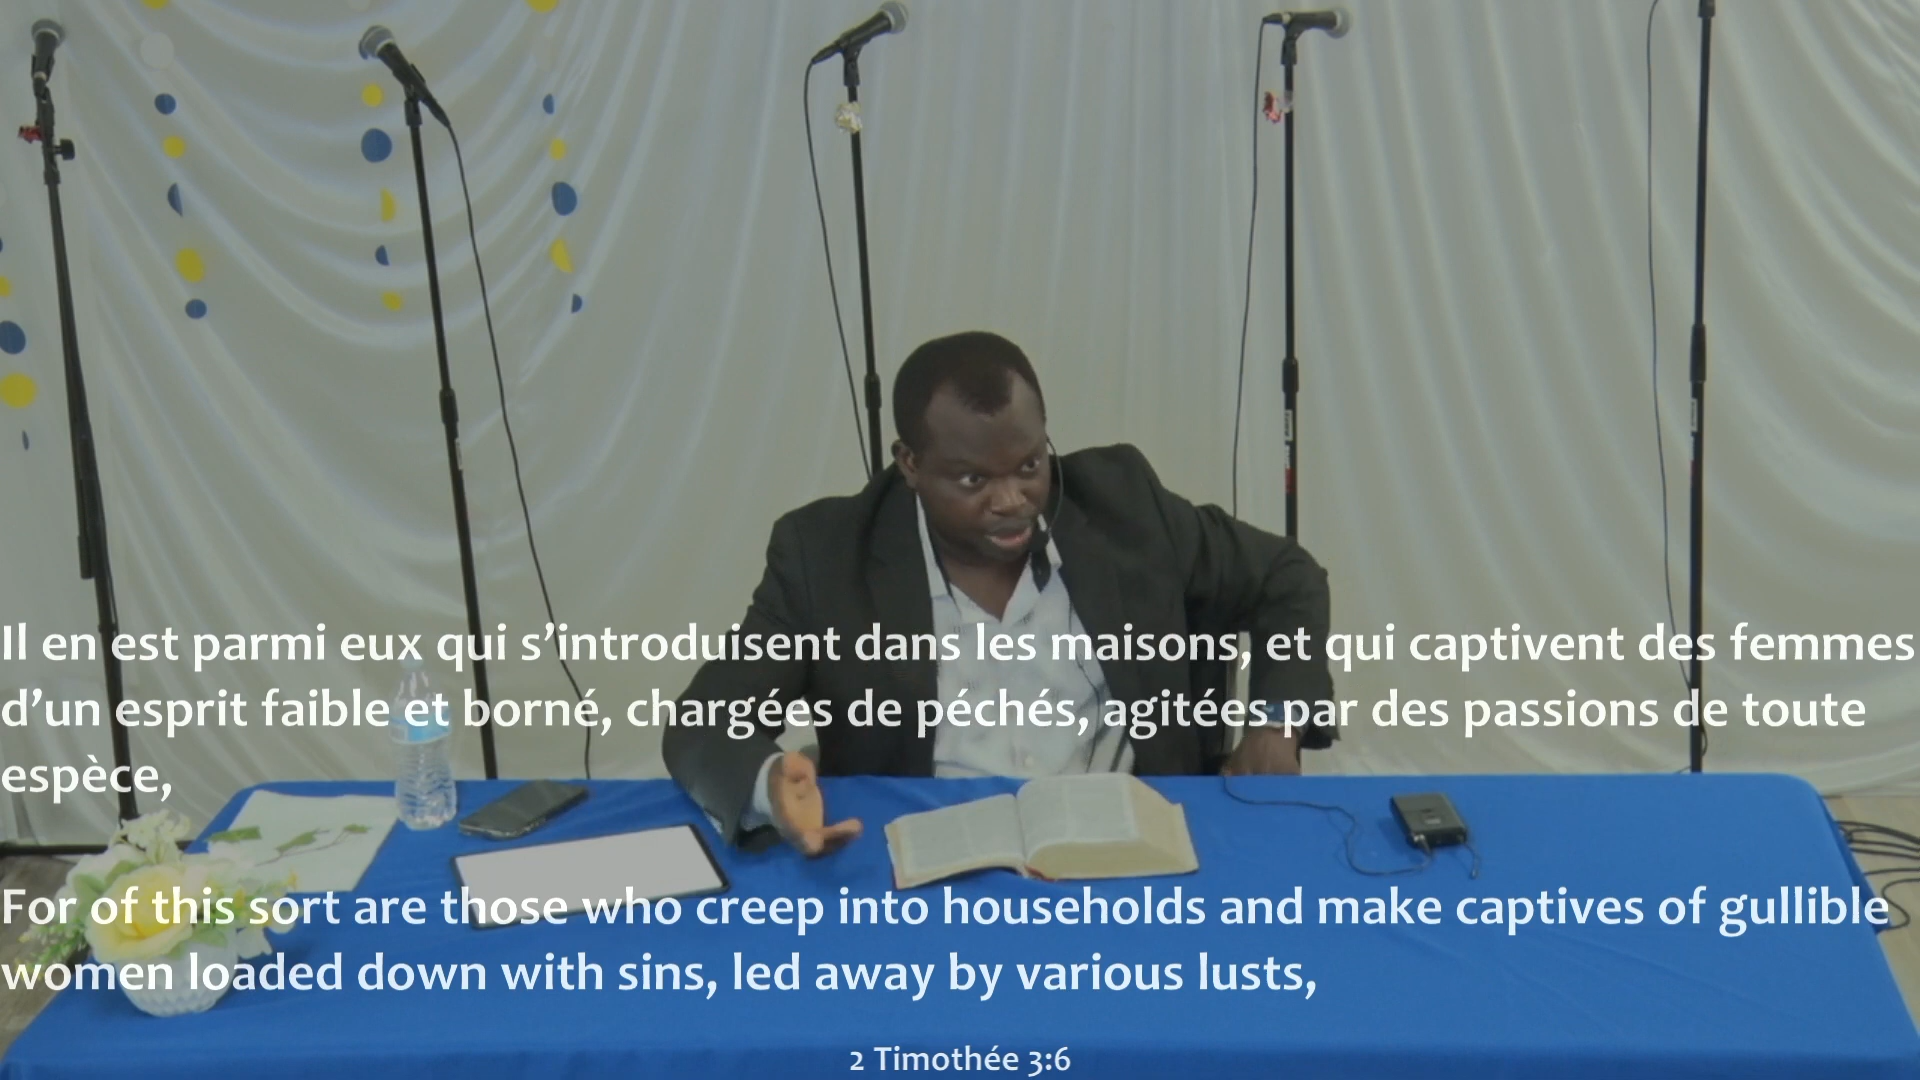 Il en est parmi eux qui s’introduisent dans les maisons, et qui captivent des femmes
d’un esprit faible et borné, chargées de péchés, agitées par des passions de toute
espèce,
For of this sort are those who creep into households and make captives of gullible
women loaded down with sins, led away by various lusts,
2 Timothée 3:6